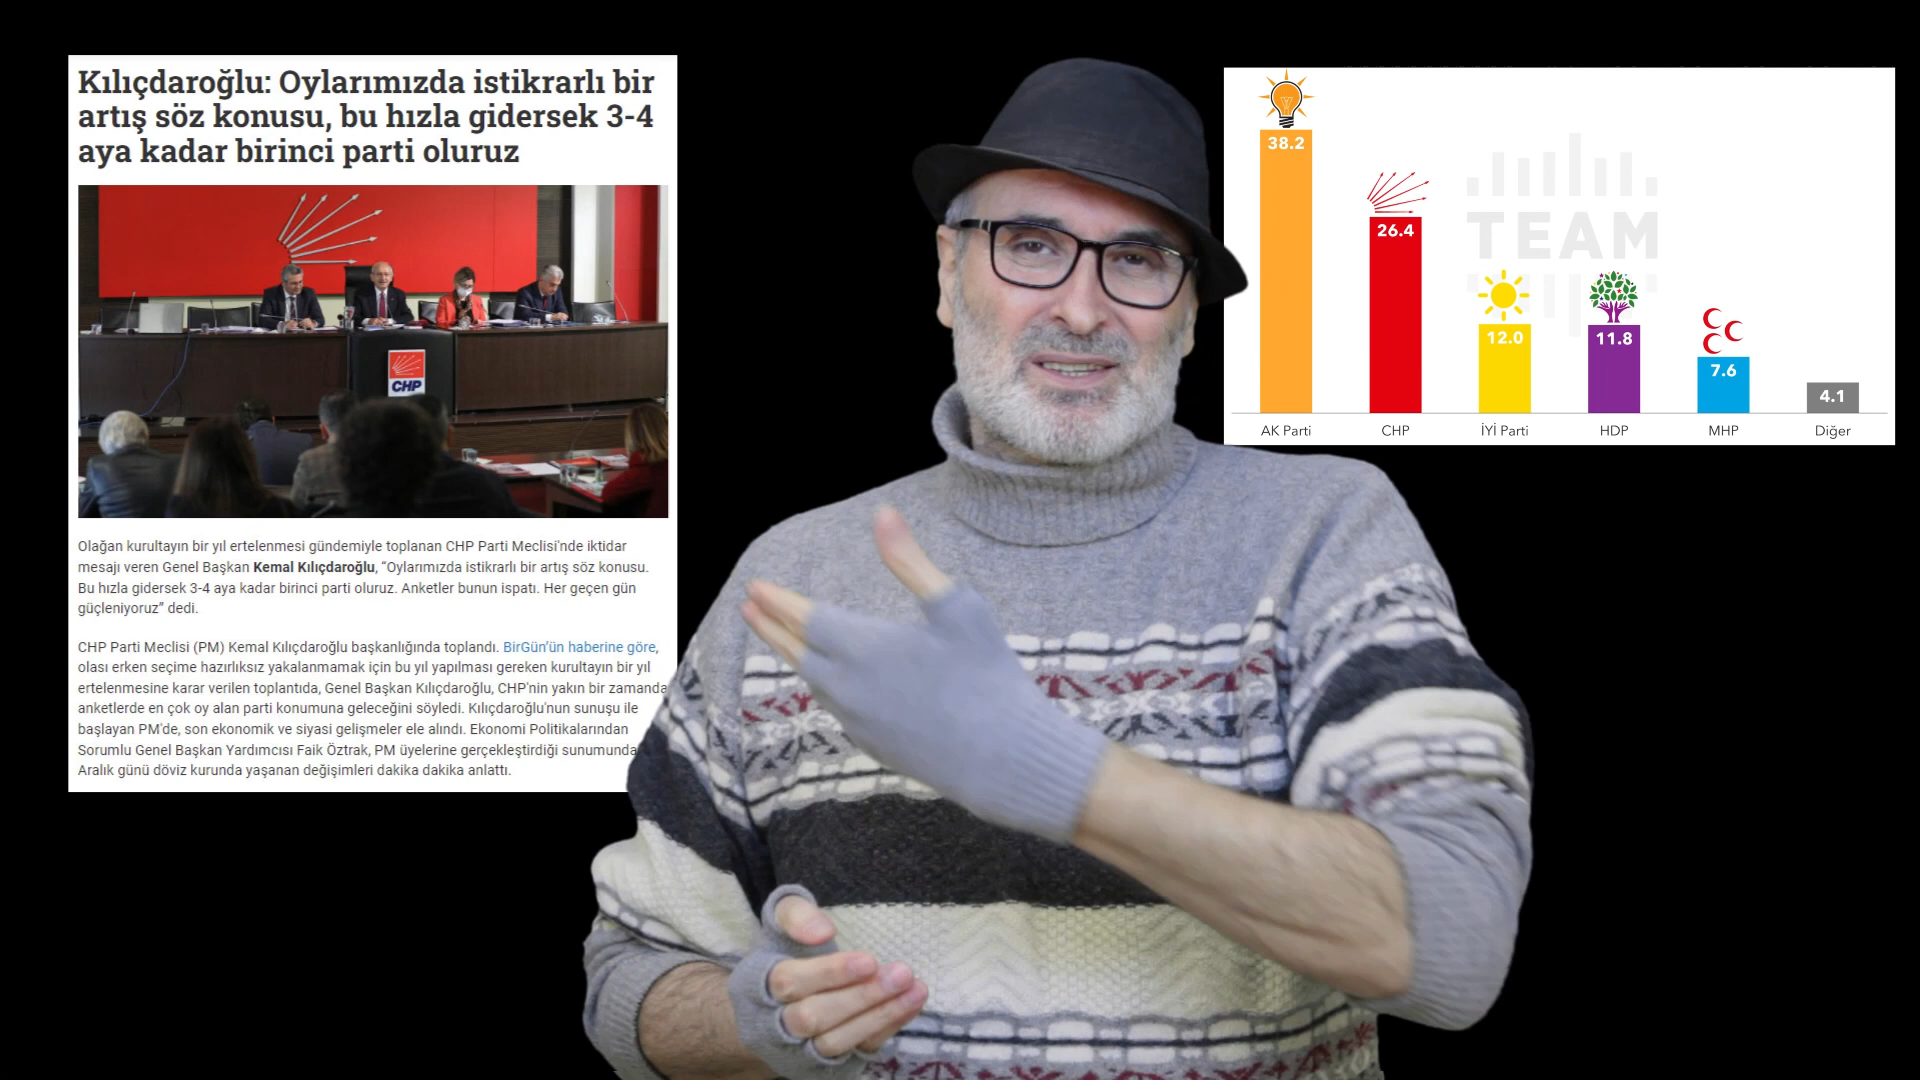 Kılıçdaroğlu: Oylarımızda istikrarlı bir
artış söz konusu, bu hızla gidersek 3-4
aya kadar birinci parti oluruz
CHP
Olağan kurultayın bir yıl ertelenmesi gündemiyle toplanan CHP Parti Meclisi'nde iktidar
mesajı veren Genel Başkan Kemal Kılıçdaroğlu, “Oylarımızda istikrarlı bir artış söz konusu.
Bu hızla gidersek 3-4 aya kadar birinci parti oluruz. Anketler bunun ispatı. Her geçen gün
güçleniyoruz” dedi.
CHP Parti Meclisi (PM) Kemal Kılıçdaroğlu başkanlığında toplandı. BirGün'ün haberine göre,
olası erken seçime hazırlıksız yakalanmamak için bu yıl yapılması gereken kurultayın bir yıl
ertelenmesine karar verilen toplantıda, Genel Başkan Kılıçdaroğlu, CHP'nin yakın bir zamanda
anketlerde en çok oy alan parti konumuna geleceğini söyledi. Kılıçdaroğlu'nun sunuşu ile
başlayan PM'de, son ekonomik ve siyasi gelişmeler ele alındı. Ekonomi Politikalarından
Sorumlu Genel Başkan Yardımcısı Faik Öztrak, PM üyelerine gerçekleştirdiği sunumunda
Aralık günü döviz kurunda yaşanan değişimleri dakika dakika anlattı.
TEAM
38.2
26.4
12.0
11.8
7.6
4.1
AK Parti
CHP
İYİ Parti
HDP
MHP
Diğer